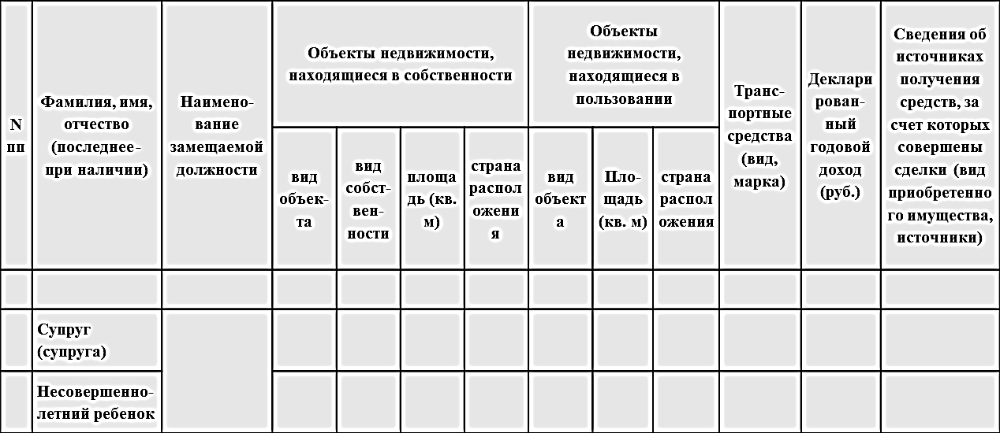 N
пп
Фамилия, имя,
отчество
(последнее-
при наличии)
Наимено-
вание
замещаемой
должности
Объекты недвижимости,
находящиеся в собственности
вид
объек-
та
вид
собст-
вен-
ности
площа
дь (кв.
м)
страна
распол
ожени
я
Объекты
недвижимости,
находящиеся в
пользовании
вид
объект
а
Пло-
щадь
(кв. м)
страна
распол
ожения
Транс-
портные
средства
(вид,
марка)
Деклари
рован-
ный
годовой
доход
(руб.)
Сведения об
источниках
получения
средств, за
счет которых
совершены
сделки (вид
приобретенно
го имущества,
источники)
Супруг
(супруга)
Несовершенно-
летний ребенок